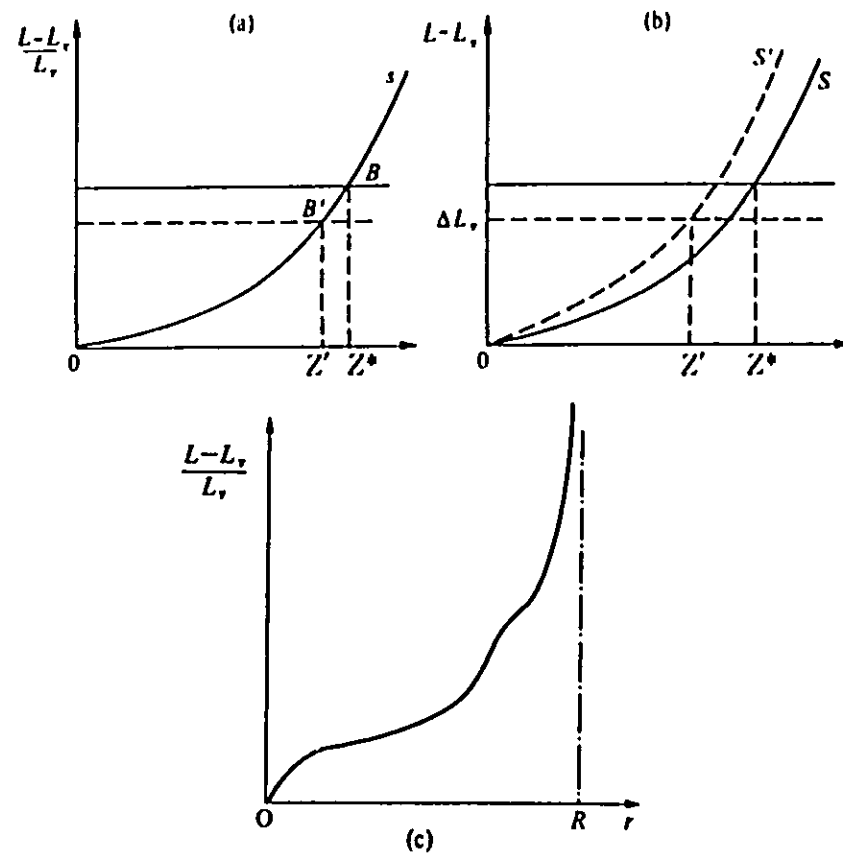 (a)
L-L_v
L_v
s
B
B'
0
Z'
Z*
(b)
L-L_v
S'
S
ΔL_v
0
Z'
Z*
L-L_v
L_v
O
R
r
(c)